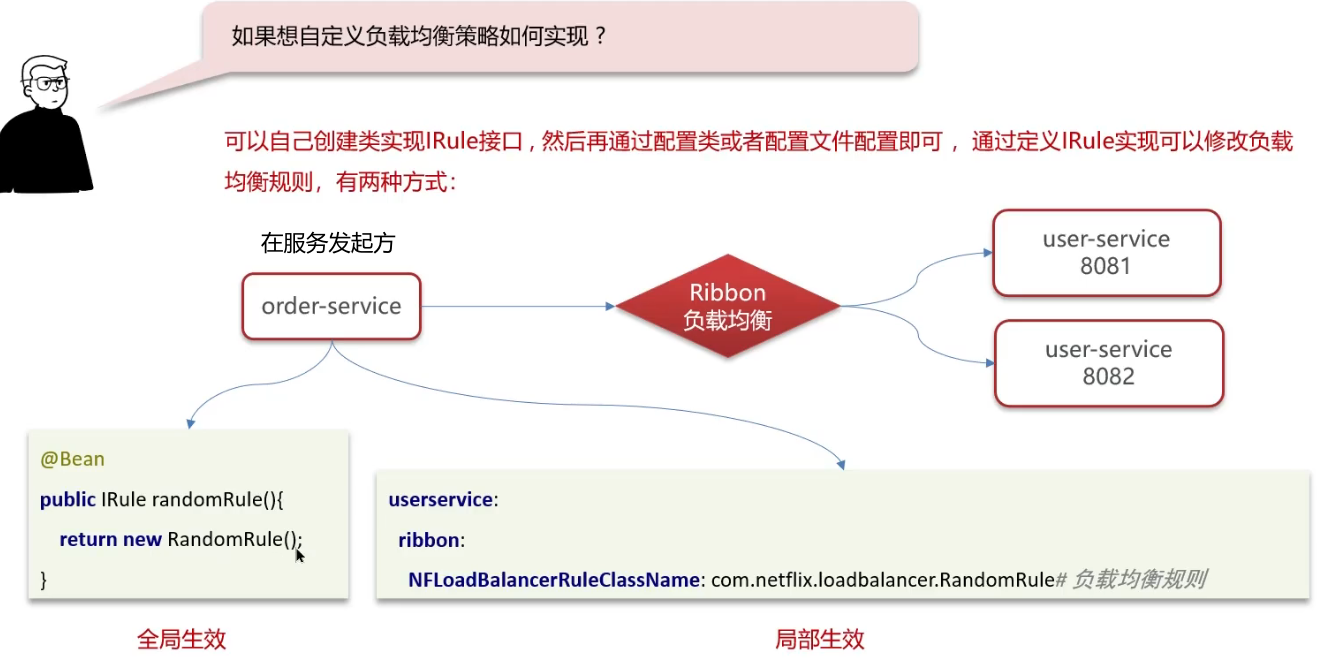 如果想自定义负载均衡策略如何实现？
可以自己创建类实现IRule接口，然后再通过配置类或者配置文件配置即可 ，通过定义IRule实现可以修改负载
均衡规则，有两种方式：
在服务发起方
order-service
Ribbon
负载均衡
user-service
8081
user-service
8082
@Bean
public IRule randomRule(){
return new RandomRule();
}
userservice:
ribbon:
NFLoadBalancerRuleClassName: com.netflix.loadbalancer.RandomRule# 负载均衡规则
全局生效
局部生效